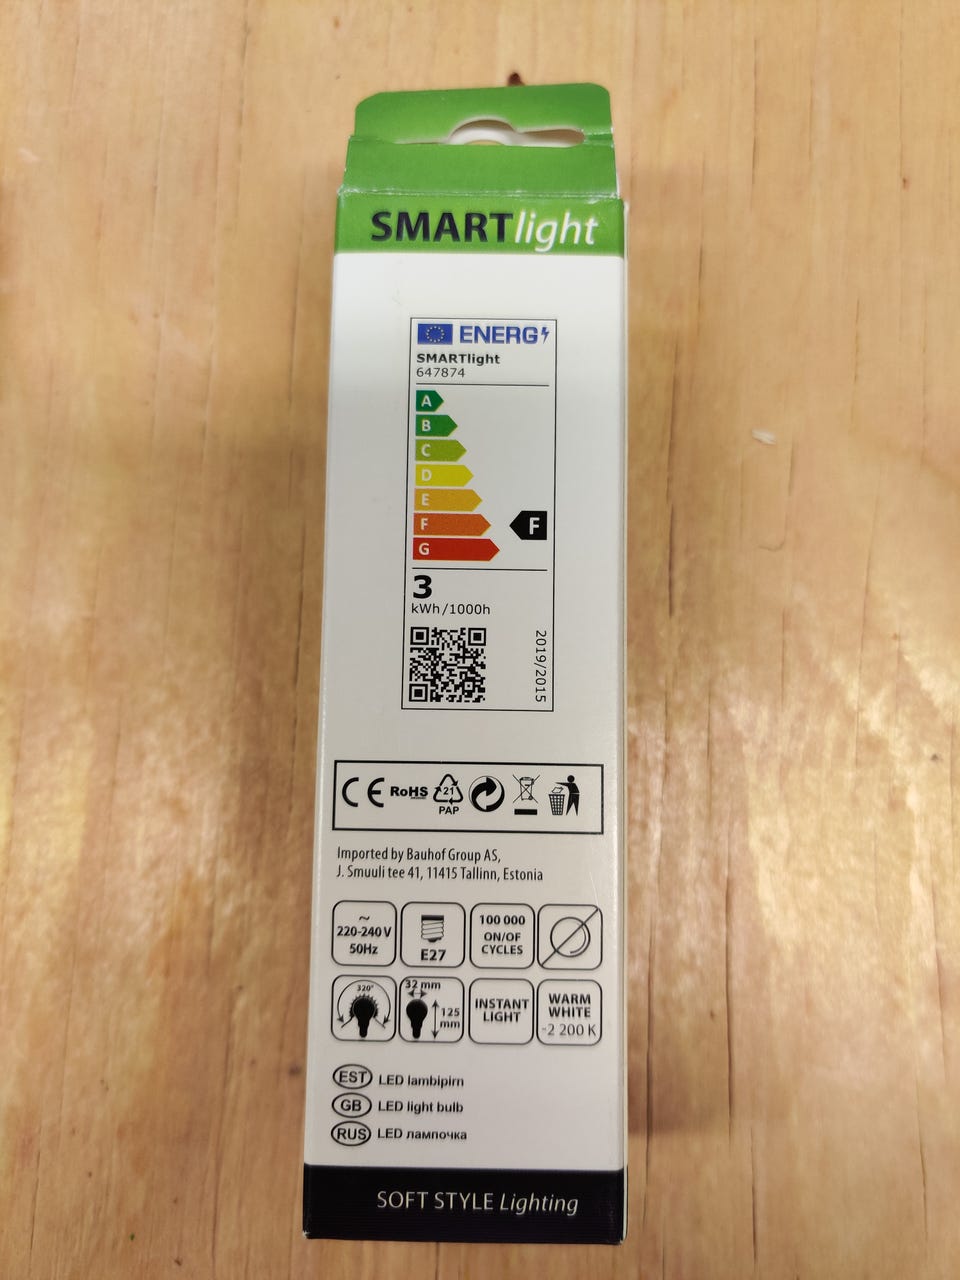 SMARTlight
ENERG
SMARTlight
647874
A
B
C
D
E
F
F
G
3
kWh/1000h
2019/2015
CE RoHS 21
PAP
Imported by Bauhof Group AS,
J. Smuuli tee 41, 11415 Tallinn, Estonia
~
220-240 V
50Hz
E27
100 000
ON/OF
CYCLES
320°
32 mm
125
mm
INSTANT
LIGHT
WARM
WHITE
~2 200 K
EST LED lambipirn
GB LED light bulb
RUS LED лампочка
SOFT STYLE Lighting